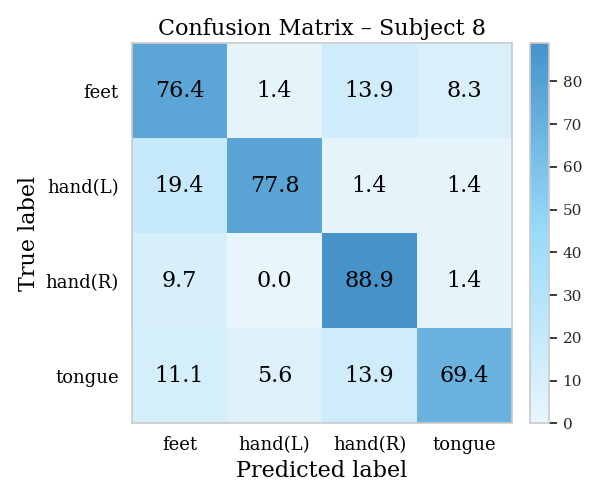 Confusion Matrix – Subject 8
feet 76.4 1.4 13.9 8.3
hand(L) 19.4 77.8 1.4 1.4
hand(R) 9.7 0.0 88.9 1.4
tongue 11.1 5.6 13.9 69.4
feet hand(L) hand(R) tongue
Predicted label
True label
80
70
60
50
40
30
20
10
0